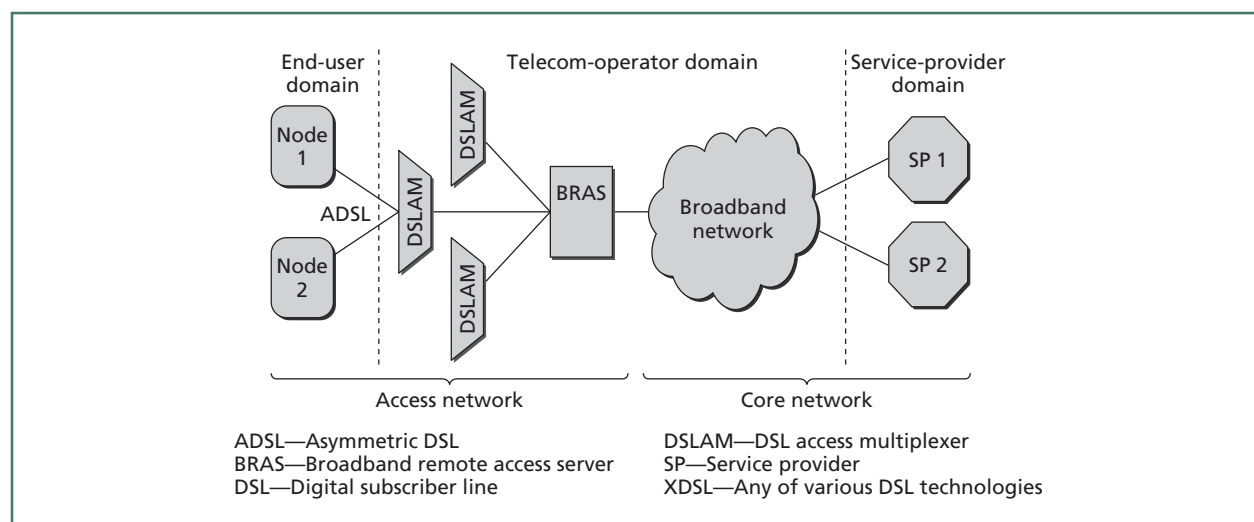 End-user
domain
Telecom-operator domain
Service-provider
domain
Node
1
DSLAM
DSLAM
BRAS
Broadband
network
SP 1
ADSL
DSLAM
Node
2
SP 2
Access network
Core network
ADSL—Asymmetric DSL
BRAS—Broadband remote access server
DSL—Digital subscriber line
DSLAM—DSL access multiplexer
SP—Service provider
XDSL—Any of various DSL technologies